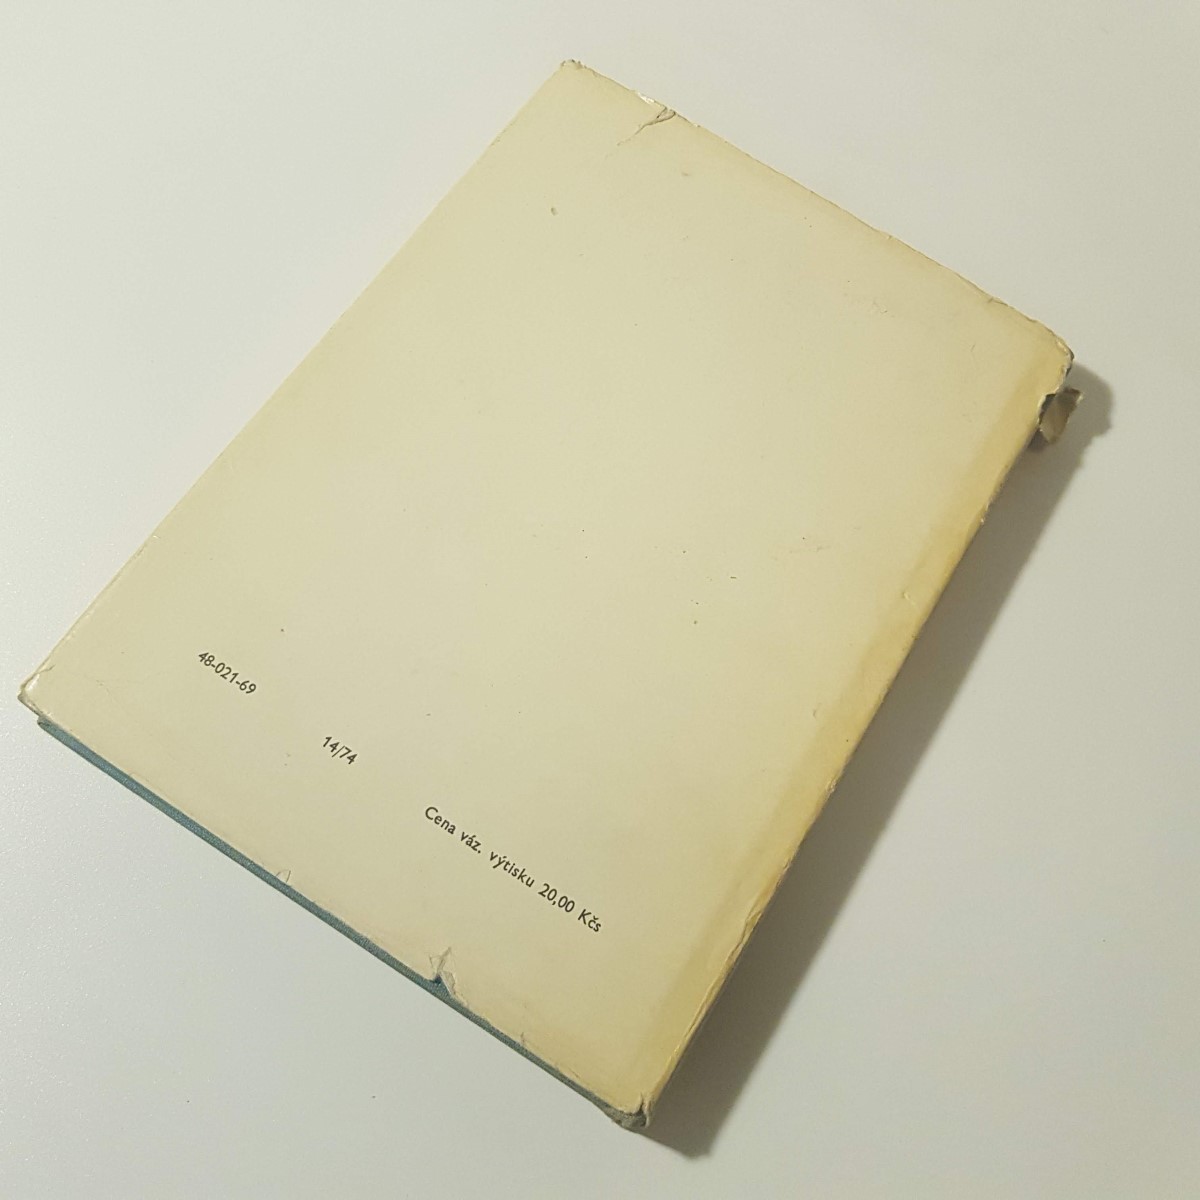 48-021-69
14/74
Cena váz. výtisku 20,00 Kčs